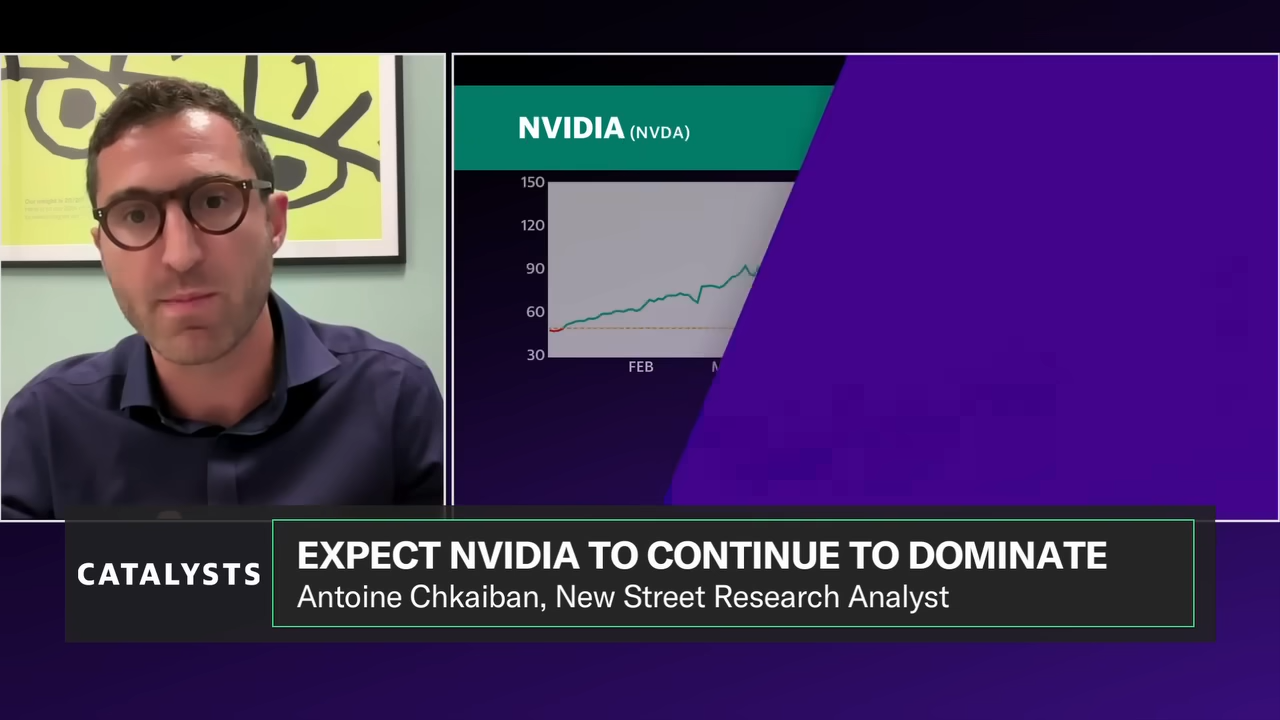 NVIDIA (NVDA)
150
120
90
60
30
FEB
CATALYSTS
EXPECT NVIDIA TO CONTINUE TO DOMINATE
Antoine Chkaiban, New Street Research Analyst